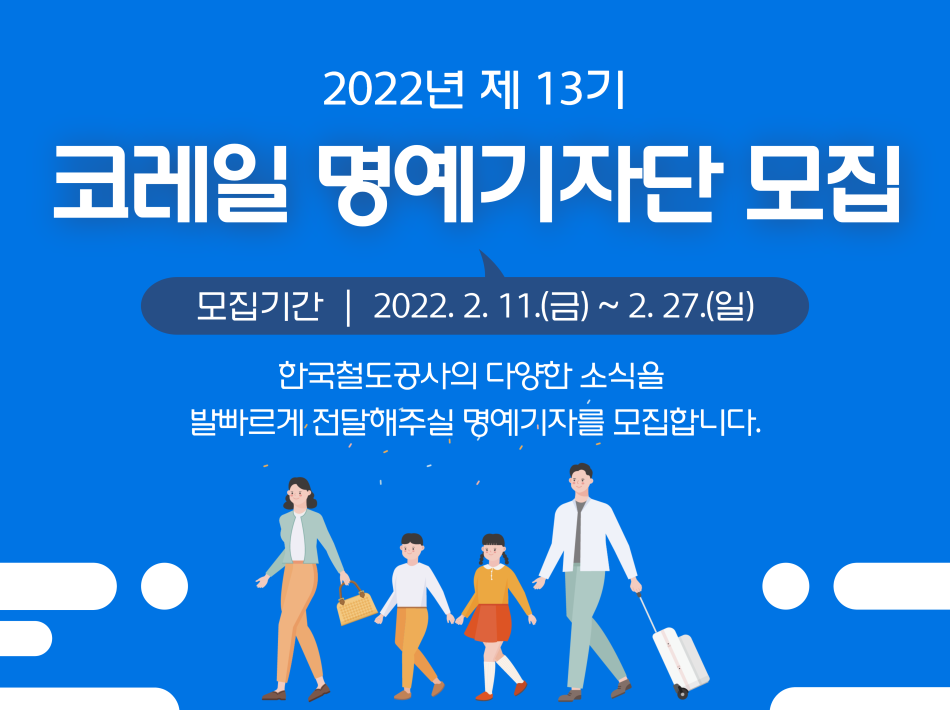 2022년 제 13기
코레일 명예기자단 모집
모집기간 | 2022. 2. 11.(금) ~ 2. 27.(일)
한국철도공사의 다양한 소식을
발빠르게 전달해주실 명예기자를 모집합니다.